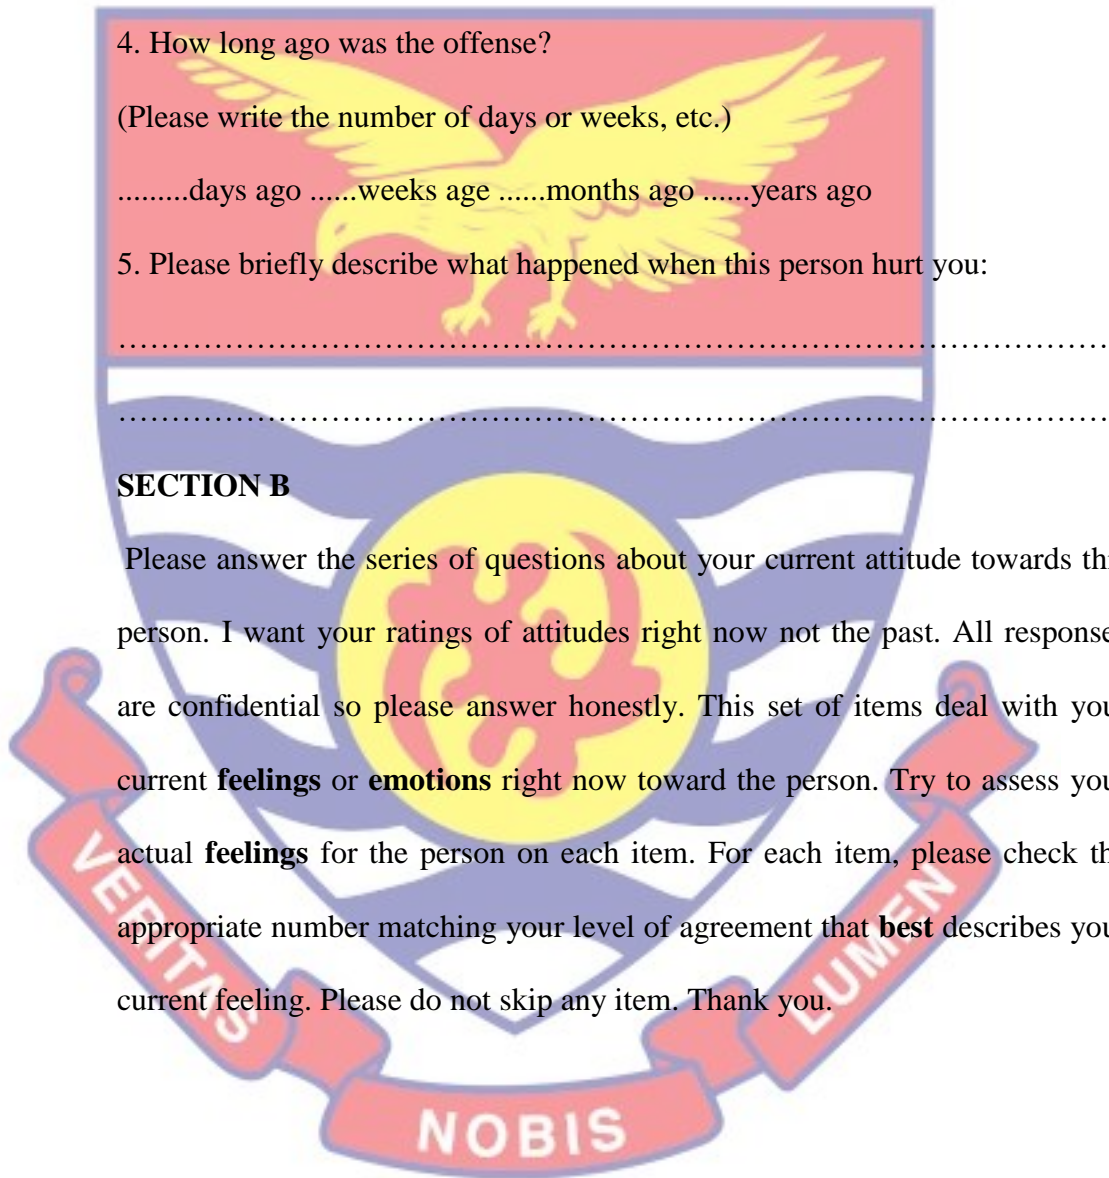 4. How long ago was the offense?
(Please write the number of days or weeks, etc.)
.........days ago ......weeks age ......months ago ......years ago
5. Please briefly describe what happened when this person hurt you:
……………………………………………………………………………………
……………………………………………………………………………………
SECTION B
Please answer the series of questions about your current attitude towards thi
person. I want your ratings of attitudes right now not the past. All response
are confidential so please answer honestly. This set of items deal with you
current feelings or emotions right now toward the person. Try to assess you
actual feelings for the person on each item. For each item, please check th
appropriate number matching your level of agreement that best describes you
current feeling. Please do not skip any item. Thank you.
VERITAS
NOBIS
LUMEN